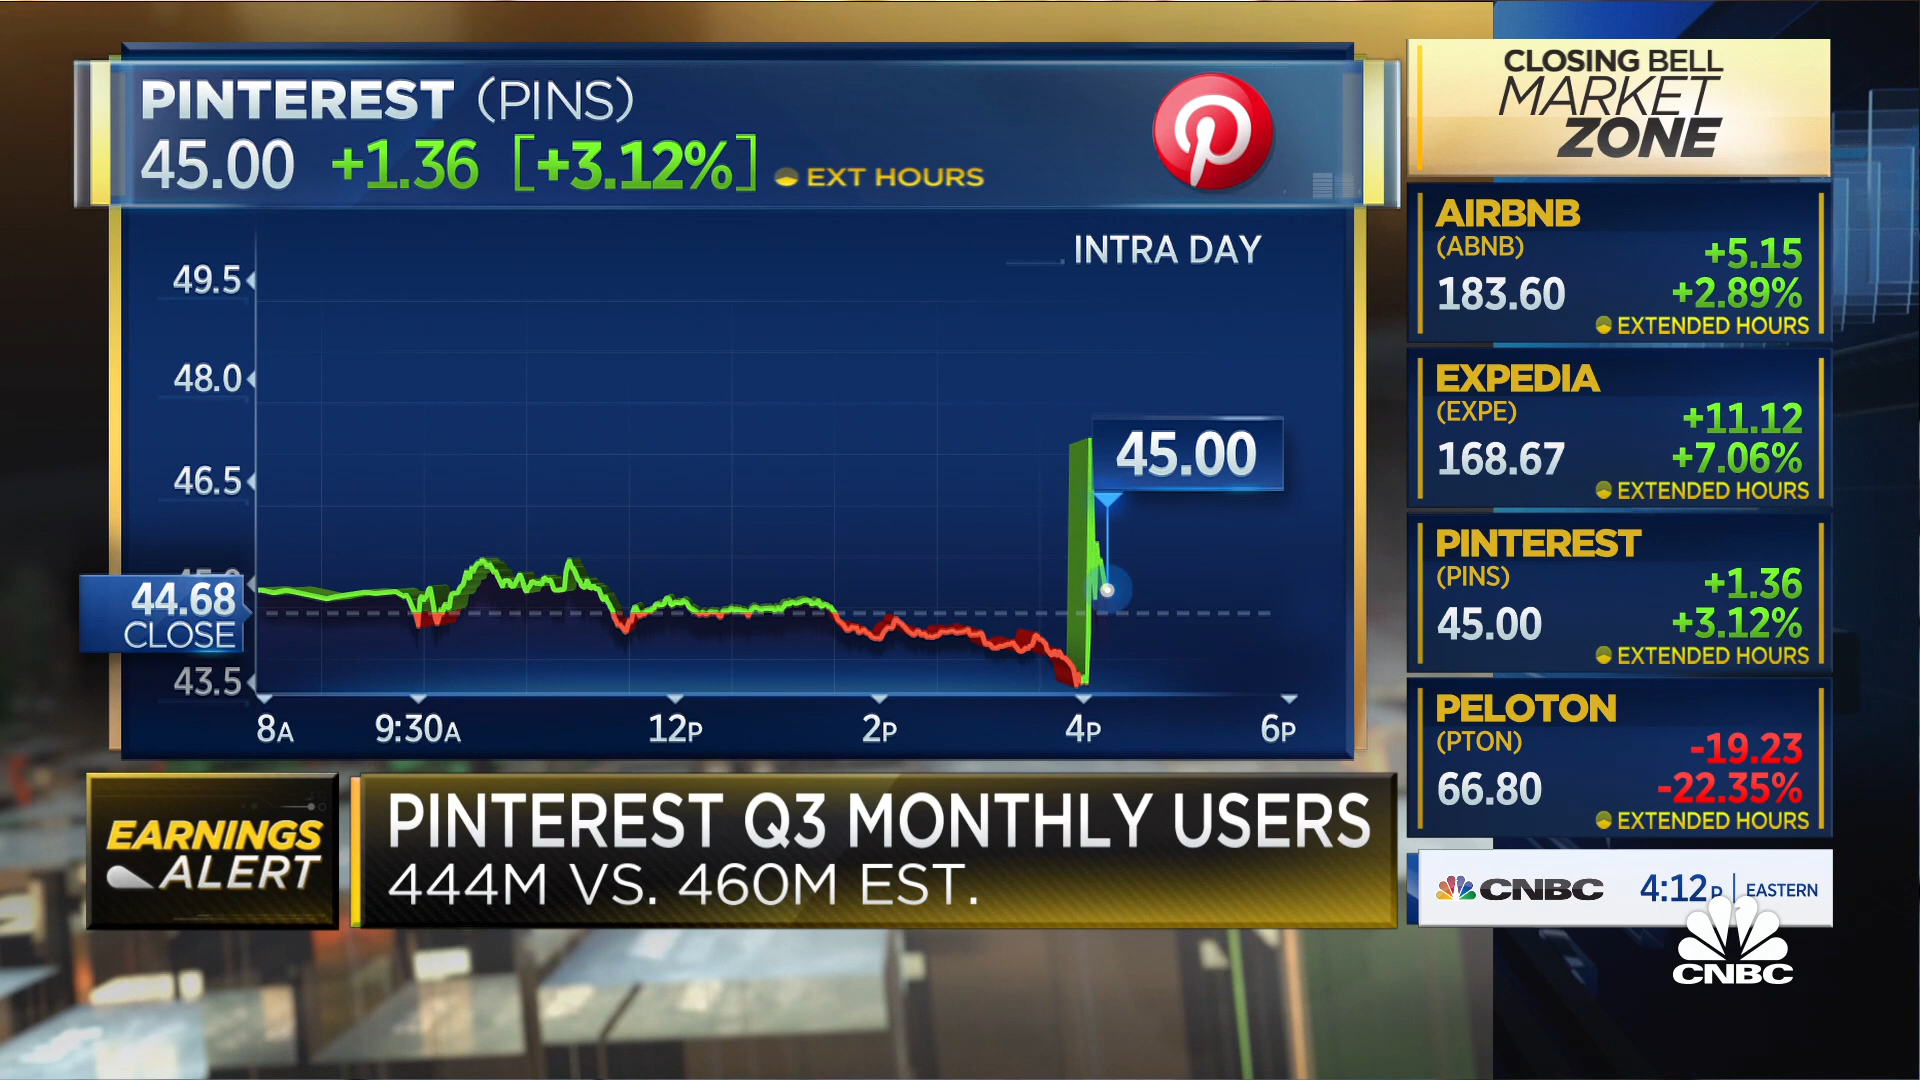 PINTEREST (PINS)
45.00 +1.36 [+3.12%] EXT HOURS
INTRA DAY
49.5
48.0
46.5
45.00
44.68
CLOSE
43.5
8A 9:30A 12P 2P 4P 6P
EARNINGS
ALERT
PINTEREST Q3 MONTHLY USERS
444M VS. 460M EST.
CLOSING BELL
MARKET
ZONE
AIRBNB
(ABNB)
+5.15
183.60 +2.89%
EXTENDED HOURS
EXPEDIA
(EXPE)
+11.12
168.67 +7.06%
EXTENDED HOURS
PINTEREST
(PINS)
+1.36
45.00 +3.12%
EXTENDED HOURS
PELOTON
(PTON)
-19.23
66.80 -22.35%
EXTENDED HOURS
CNBC 4:12P EASTERN
CNBC